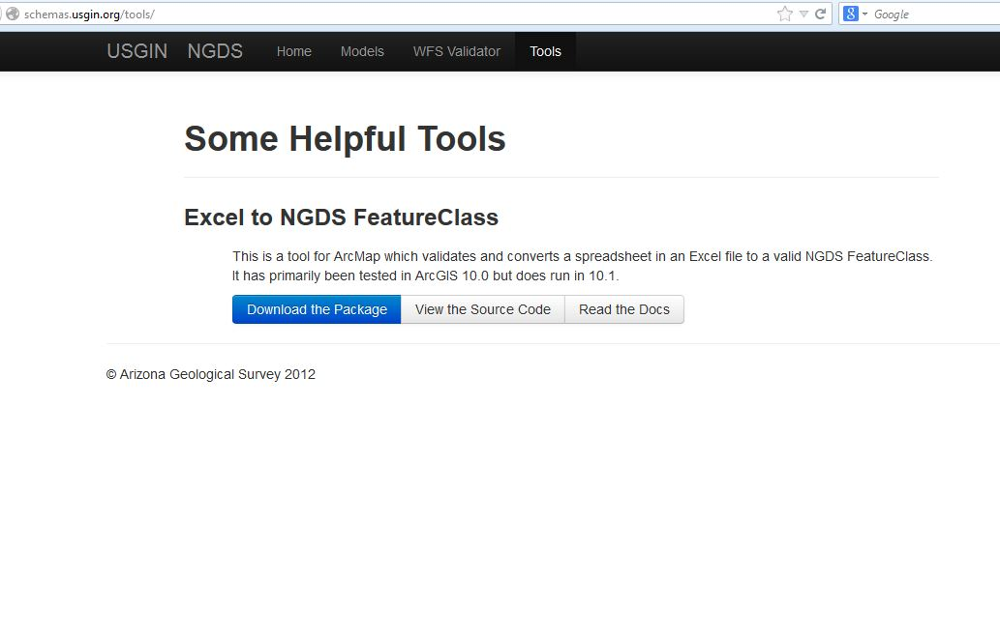 schemas.usgin.org/tools/
Google
USGIN NGDS Home Models WFS Validator Tools
Some Helpful Tools
Excel to NGDS FeatureClass
This is a tool for ArcMap which validates and converts a spreadsheet in an Excel file to a valid NGDS FeatureClass.
It has primarily been tested in ArcGIS 10.0 but does run in 10.1.
Download the Package View the Source Code Read the Docs
© Arizona Geological Survey 2012